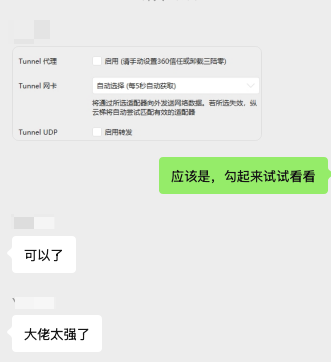 Tunnel 代理
启用 (请手动设置360信任或卸载三陆零)
Tunnel 网卡
自动选择 (每5秒自动获取)
将通过所选适配器向外发送网络数据。若所选失效、纵
云梯将自动尝试匹配有效的适配器
Tunnel UDP
启用转发
应该是，勾起来试试看看
可以了
大佬太强了